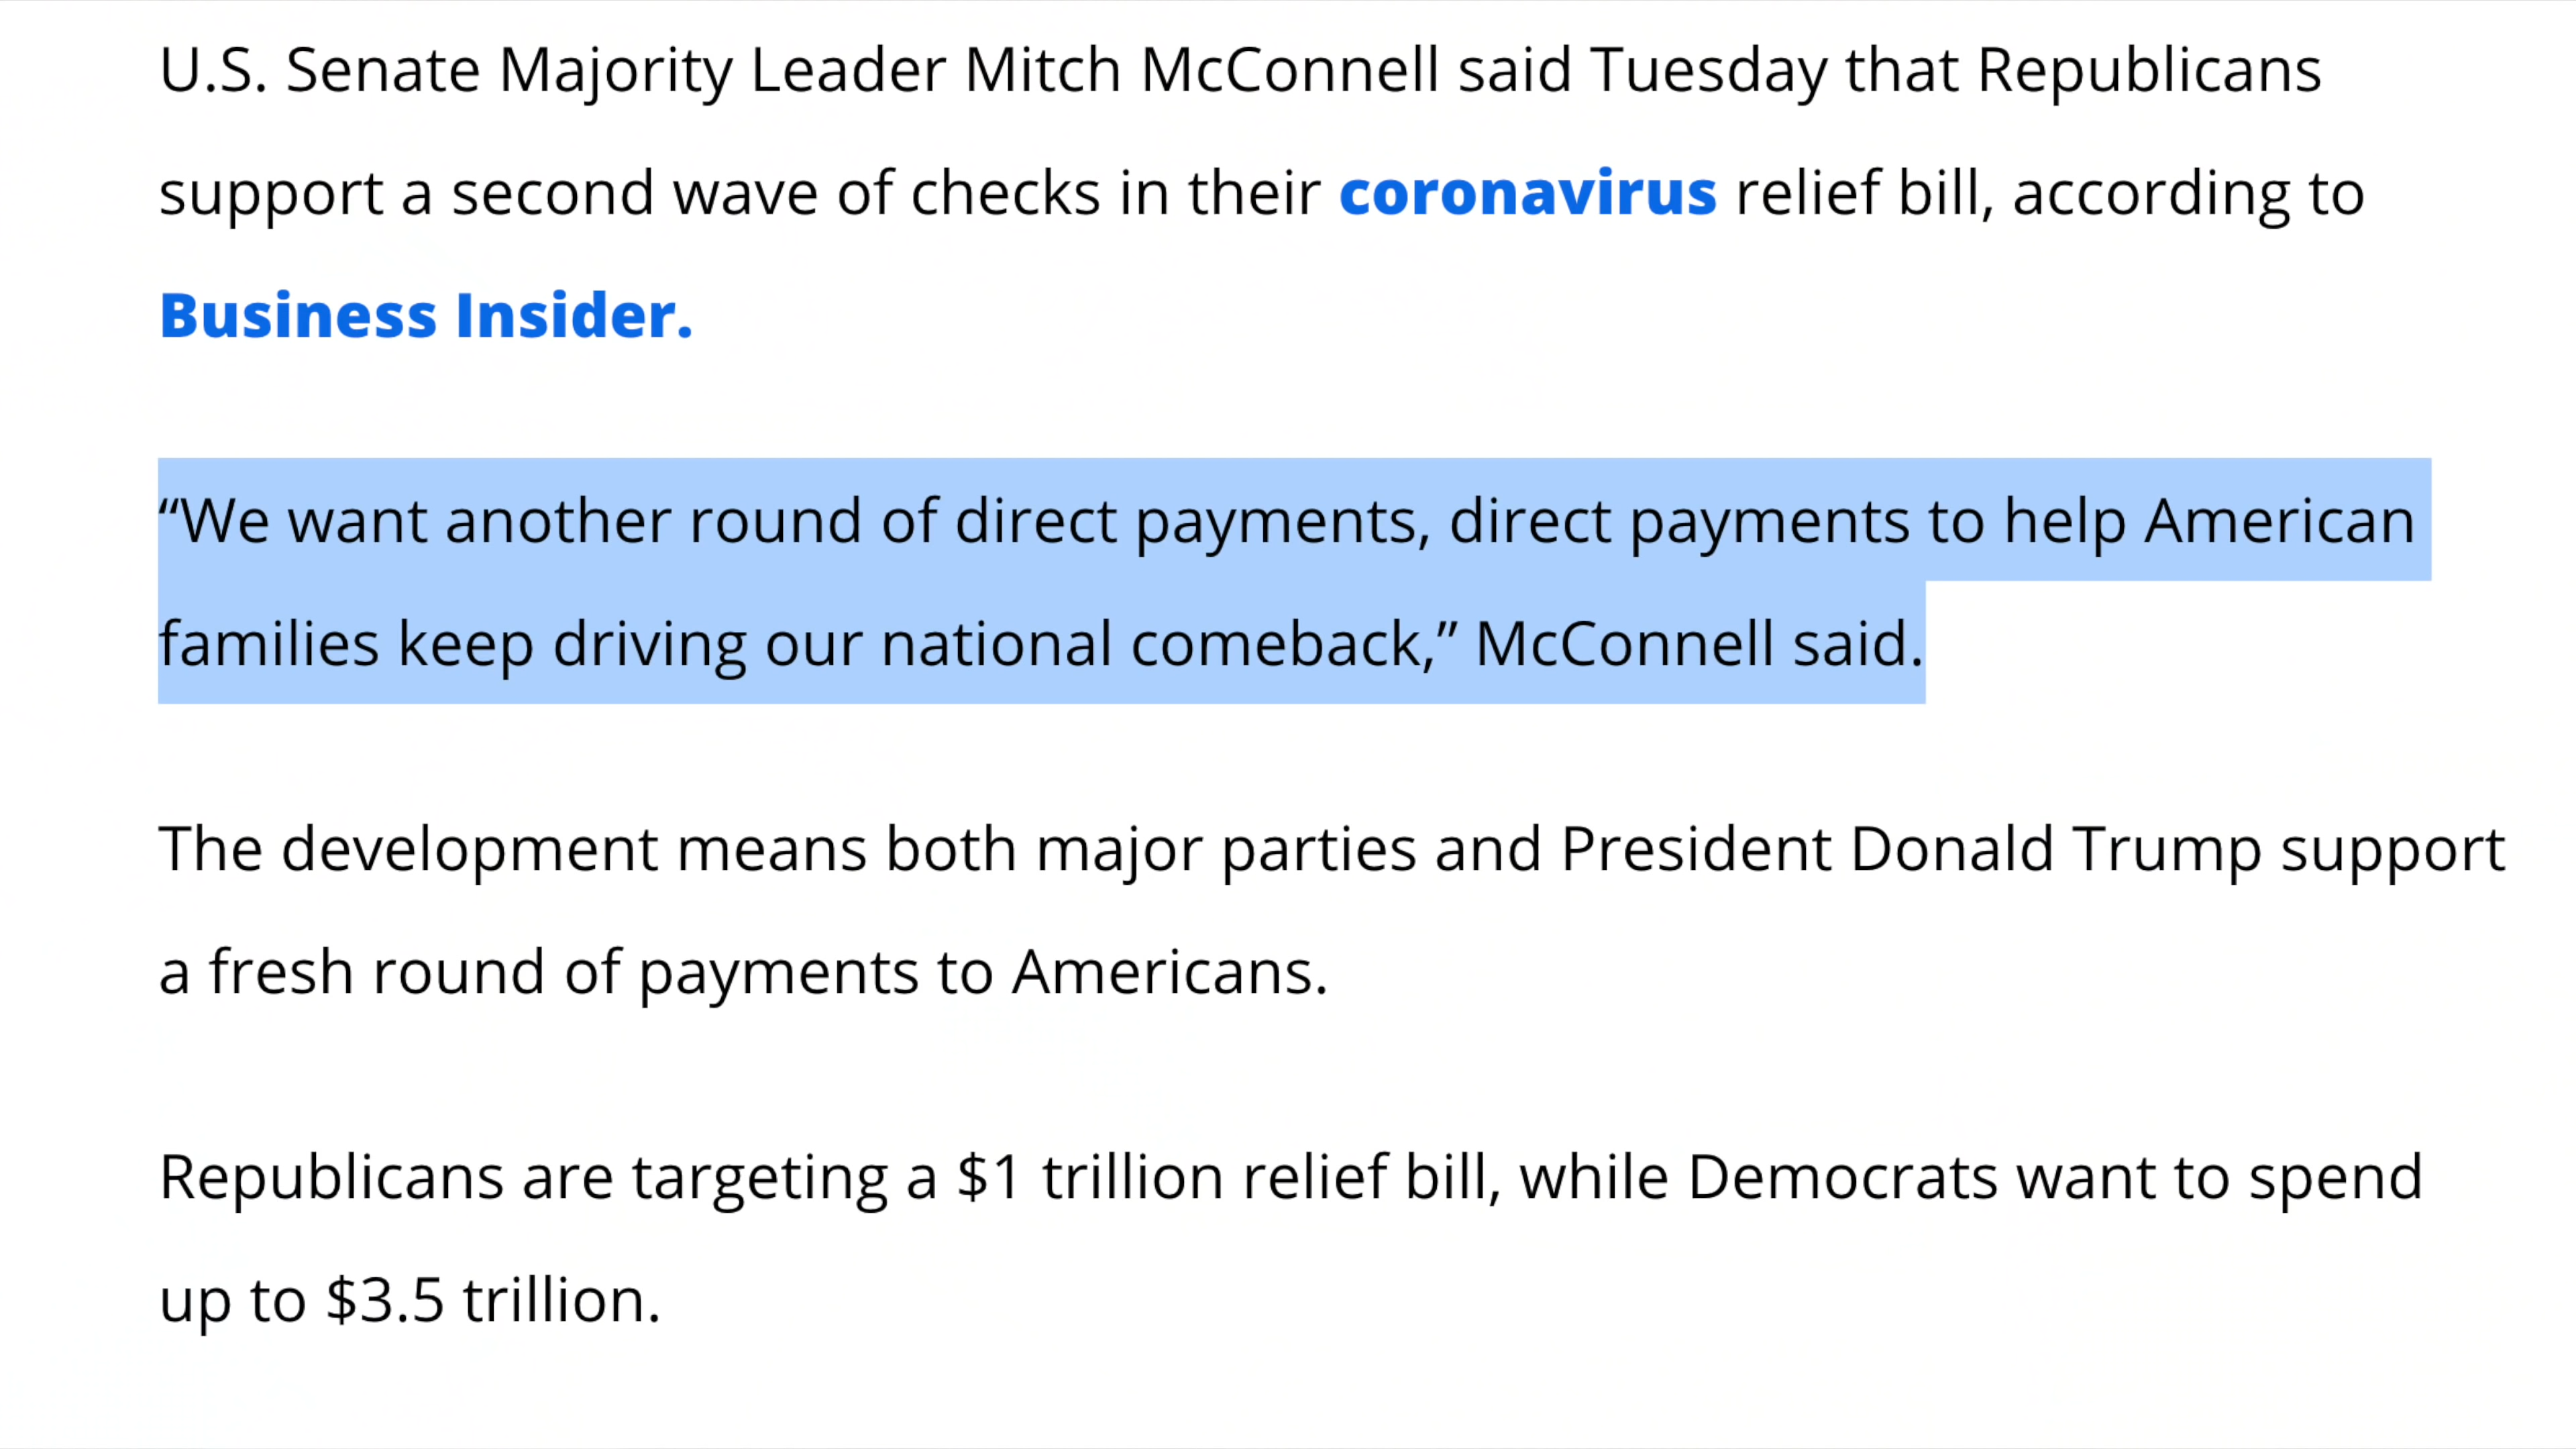 U.S. Senate Majority Leader Mitch McConnell said Tuesday that Republicans
support a second wave of checks in their coronavirus relief bill, according to
Business Insider.
“We want another round of direct payments, direct payments to help American
families keep driving our national comeback,” McConnell said.
The development means both major parties and President Donald Trump support
a fresh round of payments to Americans.
Republicans are targeting a $1 trillion relief bill, while Democrats want to spend
up to $3.5 trillion.